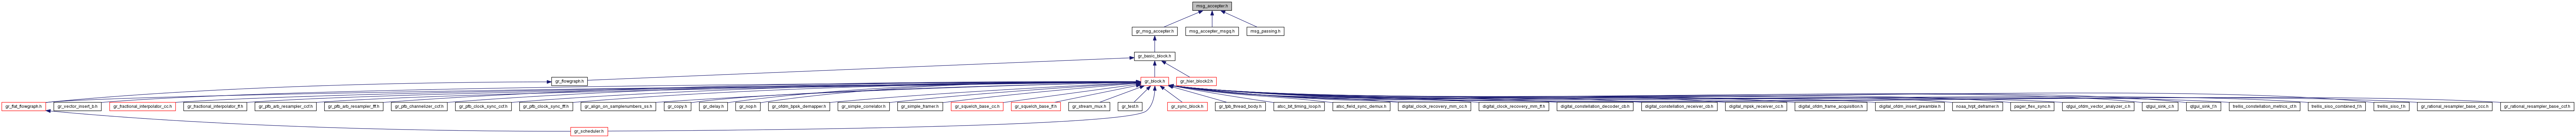 msg_accepter.h
gr_msg_accepter.h
msg_accepter_msgq.h
msg_passing.h
gr_basic_block.h
gr_flowgraph.h
gr_block.h
gr_hier_block2.h
gr_flat_flowgraph.h
gr_vector_insert_b.h
gr_fractional_interpolator_cc.h
gr_fractional_interpolator_ff.h
gr_pfb_arb_resampler_ccf.h
gr_pfb_arb_resampler_fff.h
gr_pfb_channelizer_ccf.h
gr_pfb_clock_sync_ccf.h
gr_pfb_clock_sync_fff.h
gr_align_on_samplenumbers_ss.h
gr_copy.h
gr_delay.h
gr_nop.h
gr_ofdm_bpsk_demapper.h
gr_simple_correlator.h
gr_simple_framer.h
gr_squelch_base_cc.h
gr_squelch_base_ff.h
gr_stream_mux.h
gr_test.h
gr_sync_block.h
gr_tpb_thread_body.h
atsc_bit_timing_loop.h
atsc_field_sync_demux.h
digital_clock_recovery_mm_cc.h
digital_clock_recovery_mm_ff.h
digital_constellation_decoder_cb.h
digital_constellation_receiver_cb.h
digital_mpsk_receiver_cc.h
digital_ofdm_frame_acquisition.h
digital_ofdm_insert_preamble.h
noaa_hrpt_deframer.h
pager_flex_sync.h
qtgui_ofdm_vector_analyzer_c.h
qtgui_sink_c.h
qtgui_sink_f.h
trellis_constellation_metrics_cf.h
trellis_siso_combined_f.h
trellis_siso_f.h
gr_rational_resampler_base_ccc.h
gr_rational_resampler_base_ccf.h
gr_scheduler.h